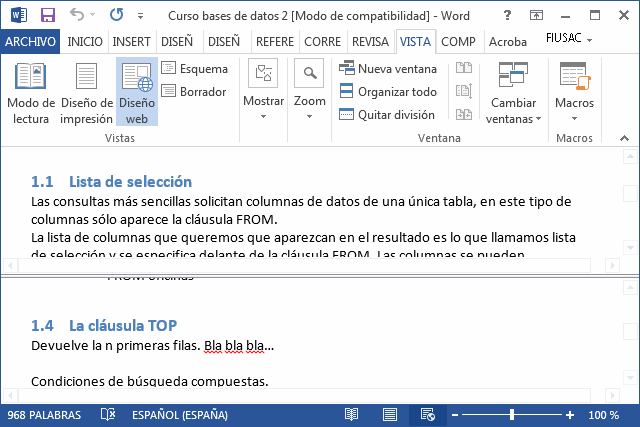 Curso bases de datos 2 [Modo de compatibilidad] - Word
ARCHIVO INICIO INSERT DISEÑ DISEÑ REFERE CORRE REVISA VISTA COMP Acroba FIUSAC
Modo de lectura
Diseño de impresión
Diseño web
Esquema
Borrador
Vistas
Mostrar
Zoom
Nueva ventana
Organizar todo
Quitar división
Cambiar ventanas
Ventana
Macros
Macros
1.1 Lista de selección
Las consultas más sencillas solicitan columnas de datos de una única tabla, en este tipo de
columnas sólo aparece la cláusula FROM.
La lista de columnas que queremos que aparezcan en el resultado es lo que llamamos lista
de selección y se especifica delante de la cláusula FROM. Las columnas se pueden
FROM oficinas
1.4 La cláusula TOP
Devuelve la n primeras filas. Bla bla bla...
Condiciones de búsqueda compuestas.
968 PALABRAS ESPAÑOL (ESPAÑA) 100 %